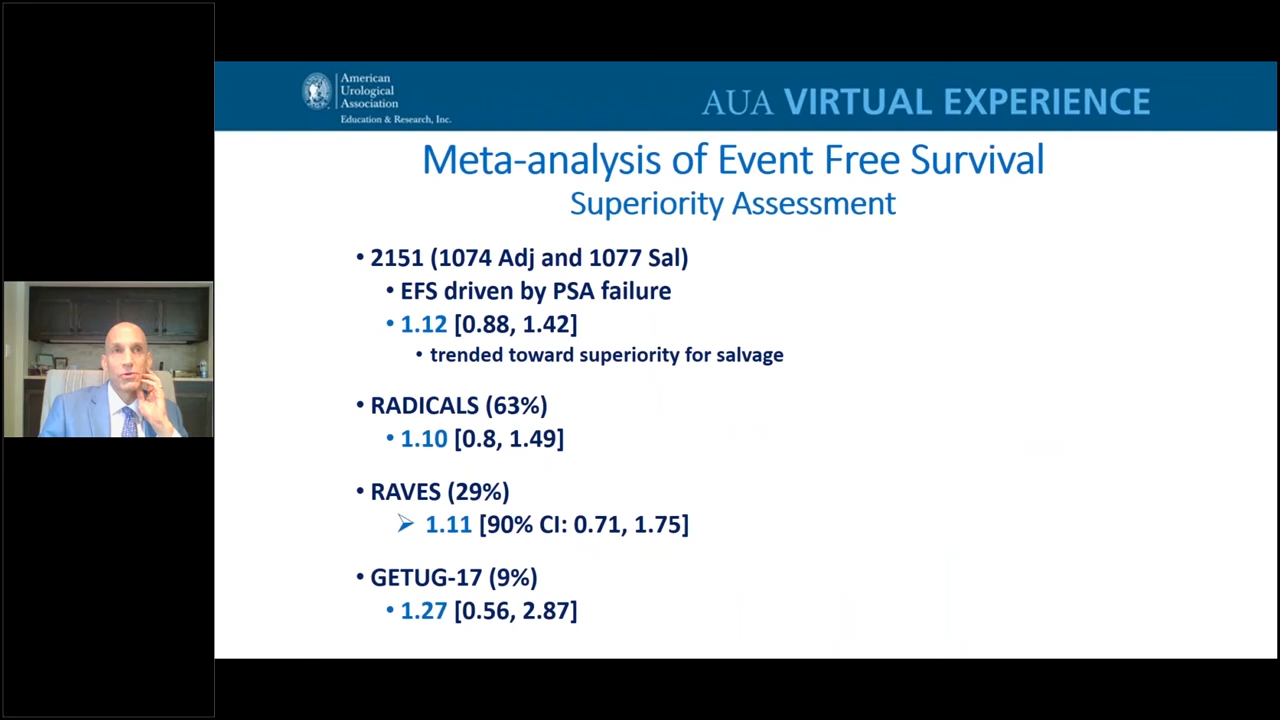 American
Urological
Association
Education & Research, Inc.
AUA VIRTUAL EXPERIENCE
Meta-analysis of Event Free Survival
Superiority Assessment
• 2151 (1074 Adj and 1077 Sal)
• EFS driven by PSA failure
• 1.12 [0.88, 1.42]
• trended toward superiority for salvage
• RADICALS (63%)
• 1.10 [0.8, 1.49]
• RAVES (29%)
➢ 1.11 [90% CI: 0.71, 1.75]
• GETUG-17 (9%)
• 1.27 [0.56, 2.87]